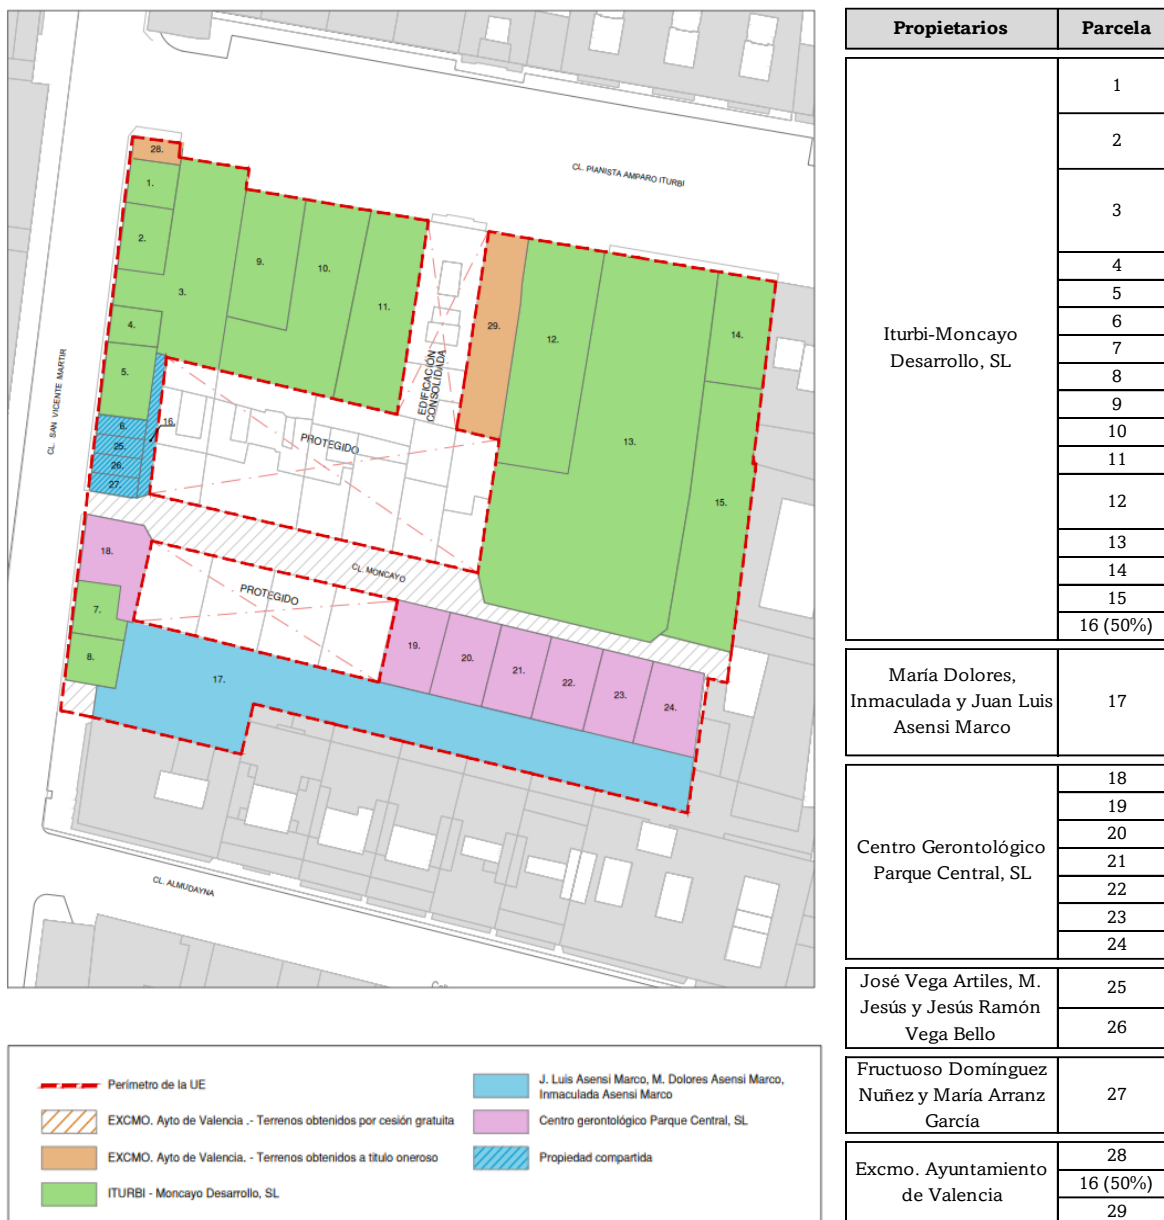 CL. PIANISTA AMPARO ITURBI
28.
1.
2.
3.
9.
10.
11.
29.
12.
14.
4.
5.
13.
EDIFICACIÓN
CONSOLIDADA
CL. SAN VICENTE MARTIR
6.
16.
25.
26.
27.
PROTEGIDO
15.
18.
CL. MONCAYO
PROTEGIDO
7.
8.
17.
19.
20.
21.
22.
23.
24.
CL. ALMUDAYNA
Perímetro de la UE
EXCMO. Ayto de Valencia .- Terrenos obtenidos por cesión gratuita
EXCMO. Ayto de Valencia. - Terrenos obtenidos a titulo oneroso
ITURBI - Moncayo Desarrollo, SL
J. Luis Asensi Marco, M. Dolores Asensi Marco,
Inmaculada Asensi Marco
Centro gerontológico Parque Central, SL
Propiedad compartida
Propietarios Parcela
Iturbi-Moncayo
Desarrollo, SL
1
2
3
4
5
6
7
8
9
10
11
12
13
14
15
16 (50%)
María Dolores,
Inmaculada y Juan Luis
Asensi Marco
17
Centro Gerontológico
Parque Central, SL
18
19
20
21
22
23
24
José Vega Artiles, M.
Jesús y Jesús Ramón
Vega Bello
25
26
Fructuoso Domínguez
Nuñez y María Arranz
García
27
Excmo. Ayuntamiento
de Valencia
28
16 (50%)
29